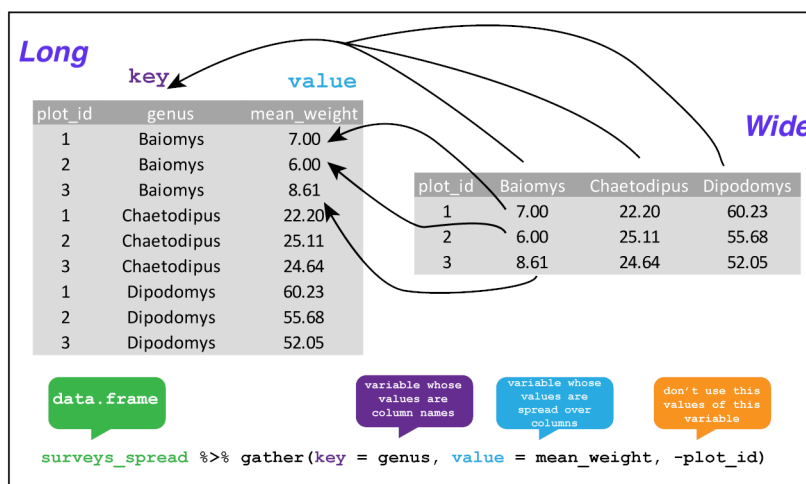 Long
key value
plot_id genus mean_weight
1 Baiomys 7.00
2 Baiomys 6.00
3 Baiomys 8.61
1 Chaetodipus 22.20
2 Chaetodipus 25.11
3 Chaetodipus 24.64
1 Dipodomys 60.23
2 Dipodomys 55.68
3 Dipodomys 52.05
Wide
plot_id Baiomys Chaetodipus Dipodomys
1 7.00 22.20 60.23
2 6.00 25.11 55.68
3 8.61 24.64 52.05
data.frame
variable whose
values are
column names
variable whose
values are
spread over
columns
don't use this
values of this
variable
surveys_spread %>% gather(key = genus, value = mean_weight, -plot_id)